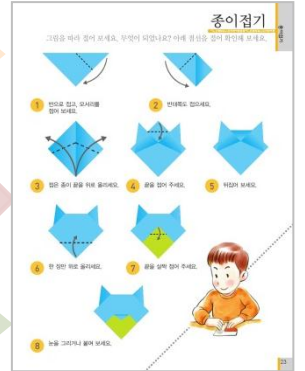 종이접기
그림을 따라 접어 보세요. 무엇이 되었나요? 아래 점선을 접어 확인해 보세요.
1 반으로 접고, 모서리를
접어 보세요.
2 반대쪽도 접으세요.
3 접은 종이 끝을 위로 올리세요.
4 끝을 접어 주세요.
5 뒤집어 보세요.
6 한 장만 위로 올리세요.
7 끝을 살짝 접어 주세요.
8 눈을 그리거나 붙여 보세요.